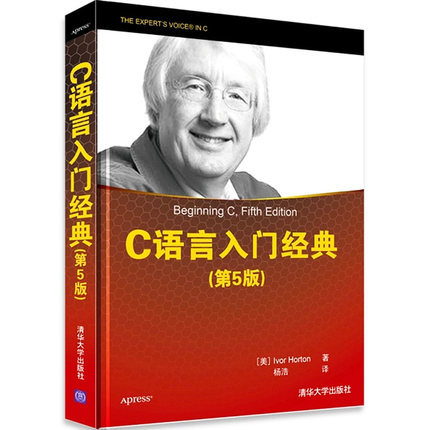 Apress®
C语言入门经典(第5版)
清华大学出版社
THE EXPERT'S VOICE® IN C
Beginning C, Fifth Edition
C语言入门经典
(第5版)
[美] Ivor Horton 著
杨浩 译
Apress®
清华大学出版社